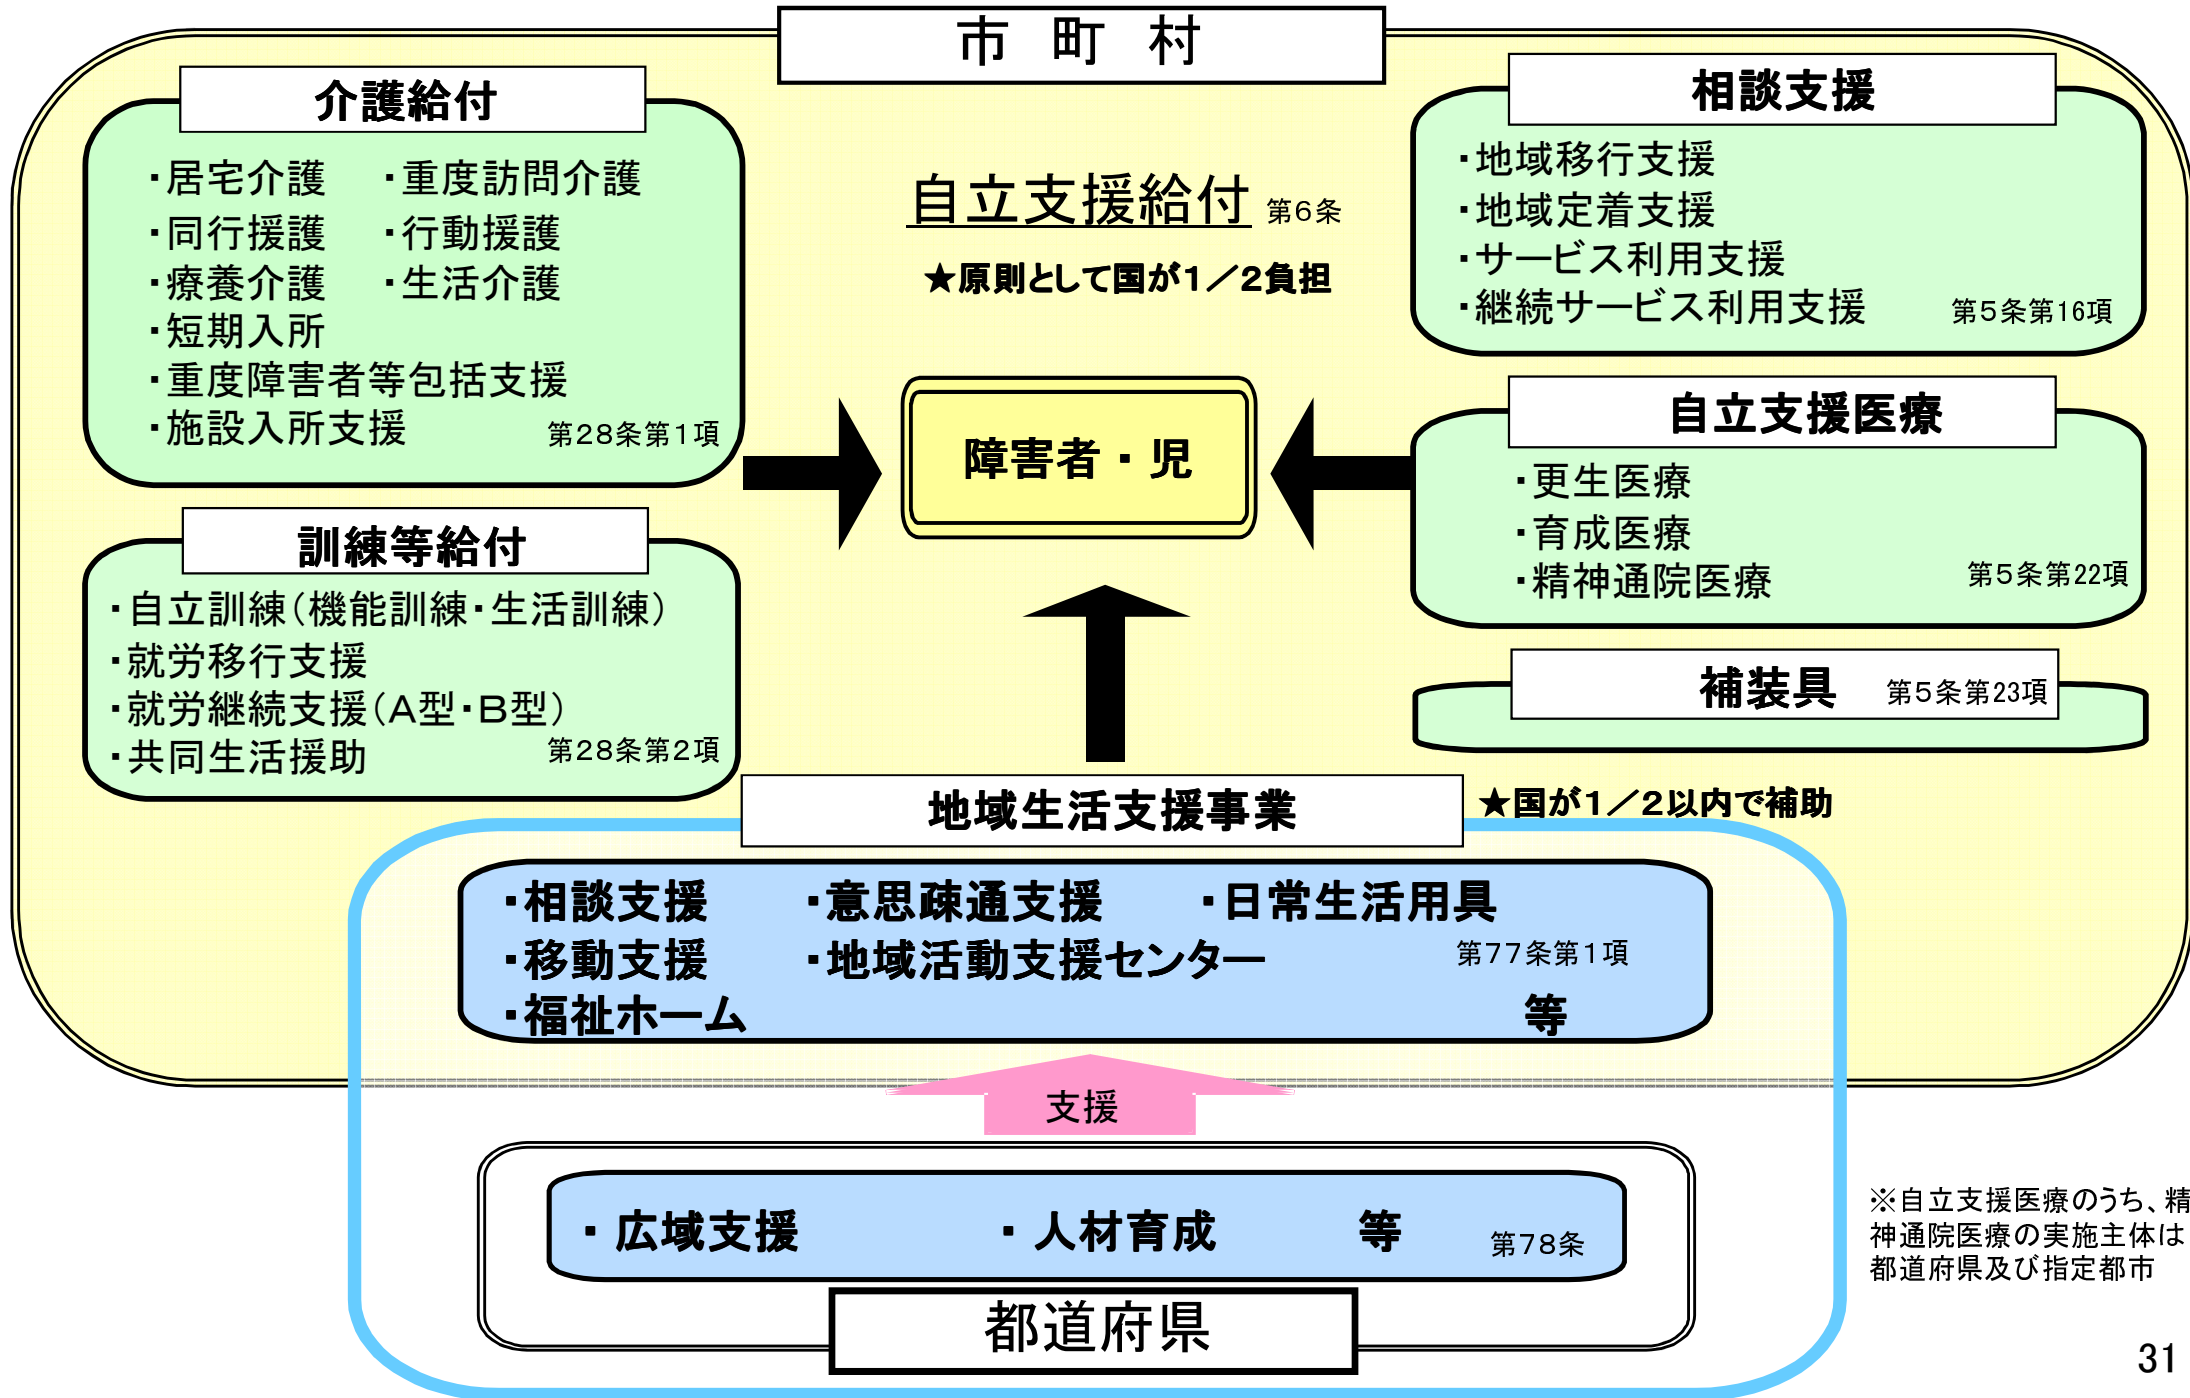 市 町 村
介護給付
・居宅介護 ・重度訪問介護
・同行援護 ・行動援護
・療養介護 ・生活介護
・短期入所
・重度障害者等包括支援
・施設入所支援 第28条第1項
訓練等給付
・自立訓練(機能訓練・生活訓練)
・就労移行支援
・就労継続支援(A型・B型)
・共同生活援助 第28条第2項
自立支援給付 第6条
★原則として国が1/2負担
障害者・児
相談支援
・地域移行支援
・地域定着支援
・サービス利用支援
・継続サービス利用支援 第5条第16項
自立支援医療
・更生医療
・育成医療
・精神通院医療 第5条第22項
補装具 第5条第23項
地域生活支援事業 ★国が1/2以内で補助
・相談支援 ・意思疎通支援 ・日常生活用具
・移動支援 ・地域活動支援センター 第77条第1項
・福祉ホーム 等
支援
・広域支援 ・人材育成 等 第78条
都道府県
※自立支援医療のうち、精
神通院医療の実施主体は
都道府県及び指定都市
31